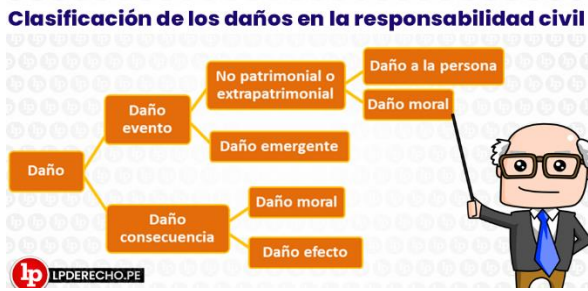 Clasificación de los daños en la responsabilidad civil
Daño
Daño
evento
No patrimonial o
extrapatrimonial
Daño a la persona
Daño moral
Daño emergente
Daño
consecuencia
Daño moral
Daño efecto
lp LPDERECHO.PE